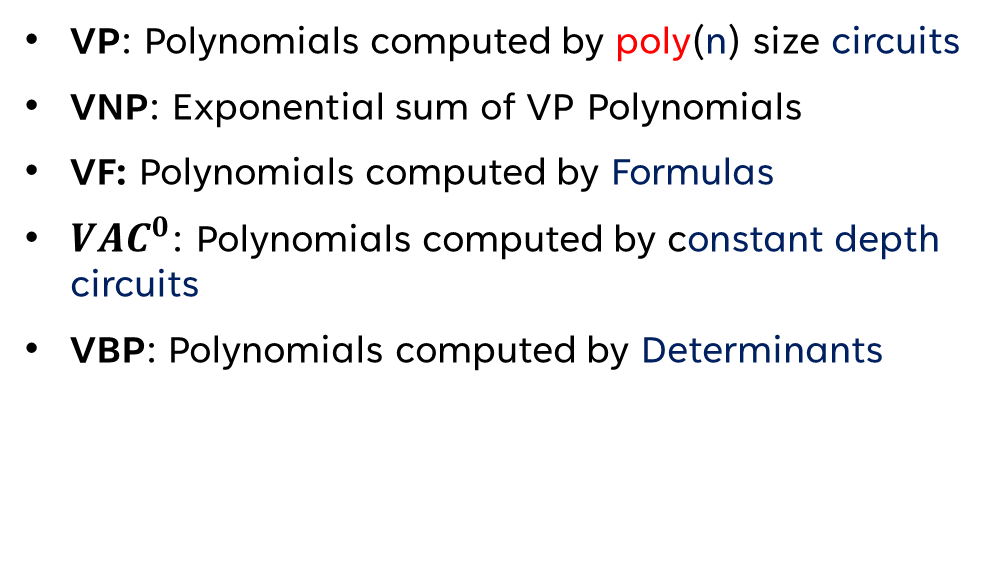 • VP: Polynomials computed by poly(n) size circuits
• VNP: Exponential sum of VP Polynomials
• VF: Polynomials computed by Formulas
• VAC⁰: Polynomials computed by constant depth
circuits
• VBP: Polynomials computed by Determinants